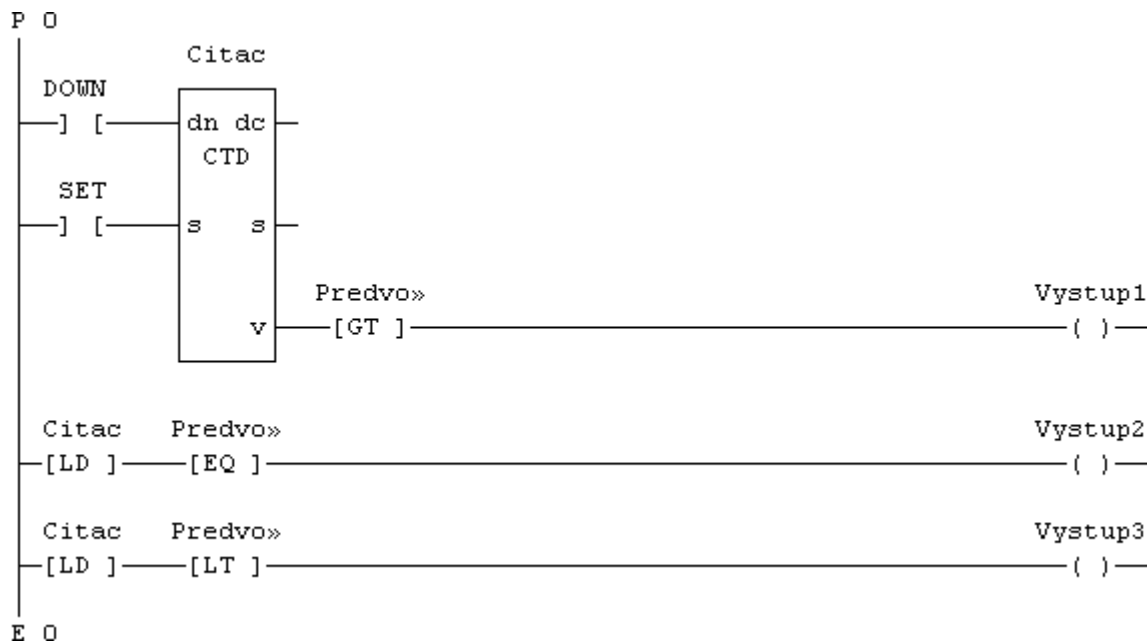 P 0
Citac
DOWN
] [ dn dc
CTD
SET
] [ s s
Predvo» Vystup1
v [GT ] ( )
Citac Predvo» Vystup2
[LD ] [EQ ] ( )
Citac Predvo» Vystup3
[LD ] [LT ] ( )
E 0